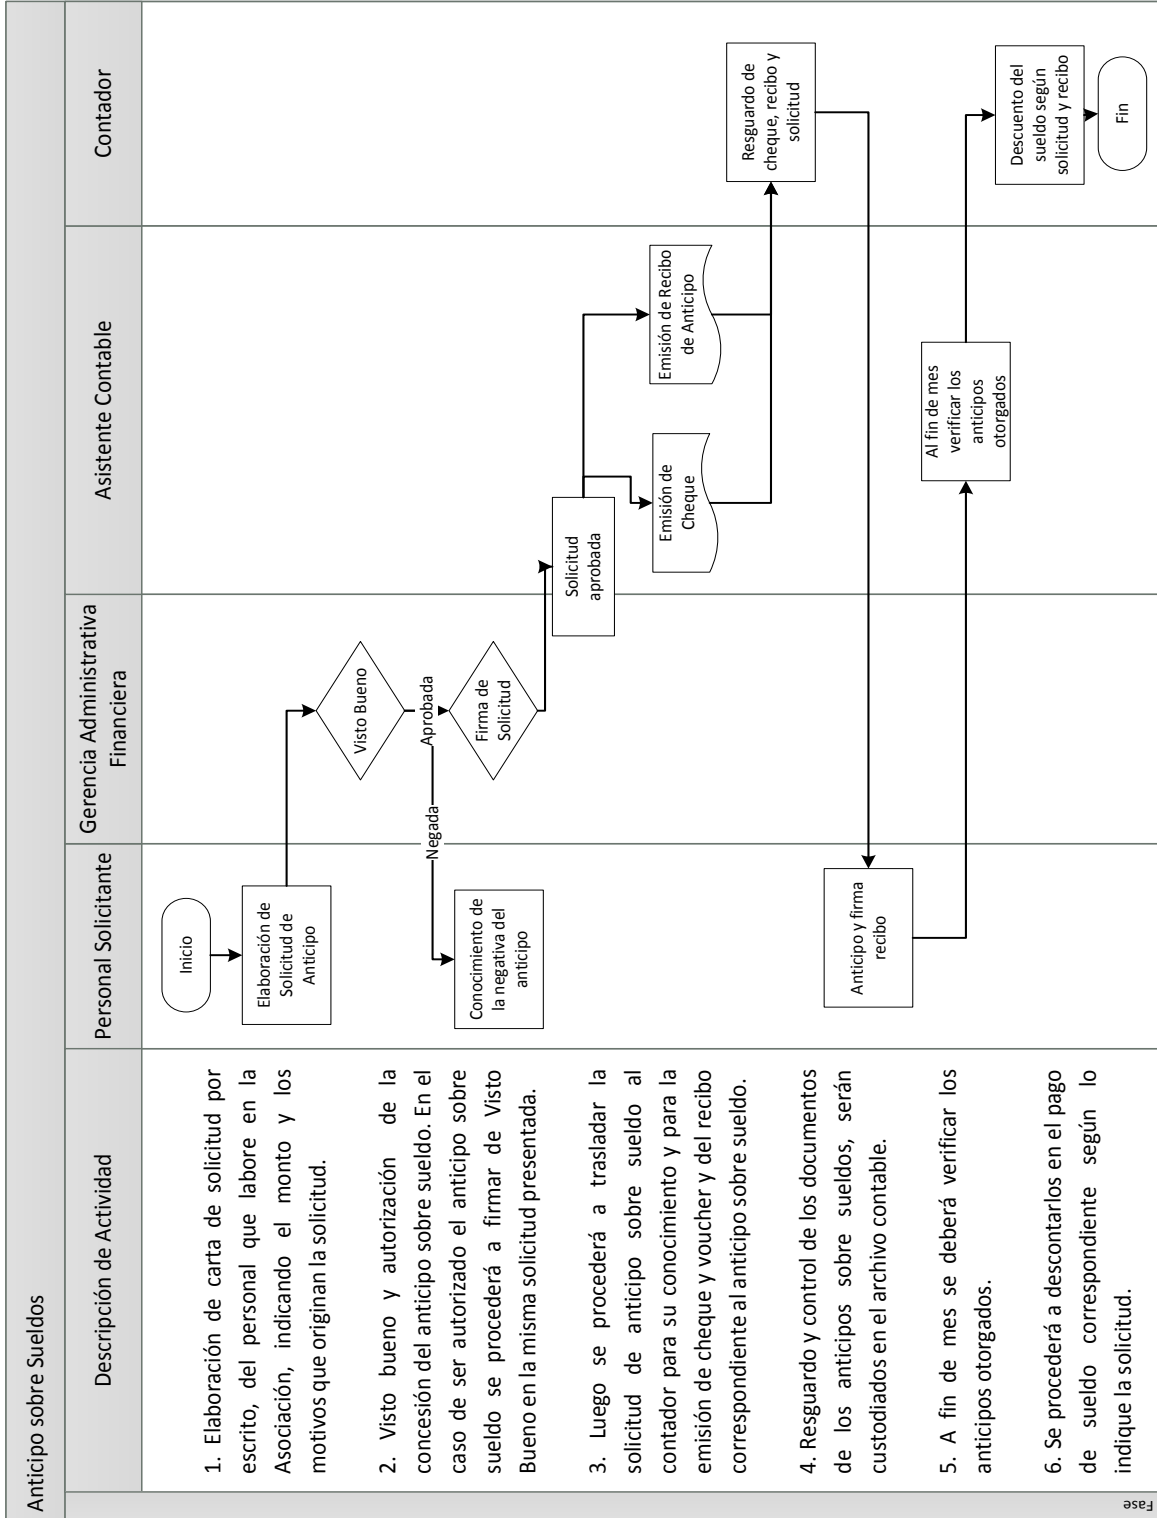 Anticipo sobre Sueldos
Descripción de Actividad
Personal Solicitante
Gerencia Administrativa
Financiera
Asistente Contable
Contador
Fase
1. Elaboración de carta de solicitud por
escrito, del personal que labore en la
Asociación, indicando el monto y los
motivos que originan la solicitud.
2. Visto bueno y autorización de la
concesión del anticipo sobre sueldo. En el
caso de ser autorizado el anticipo sobre
sueldo se procederá a firmar de Visto
Bueno en la misma solicitud presentada.
3. Luego se procederá a trasladar la
solicitud de anticipo sobre sueldo al
contador para su conocimiento y para la
emisión de cheque y voucher y del recibo
correspondiente al anticipo sobre sueldo.
4. Resguardo y control de los documentos
de los anticipos sobre sueldos, serán
custodiados en el archivo contable.
5. A fin de mes se deberá verificar los
anticipos otorgados.
6. Se procederá a descontarlos en el pago
de sueldo correspondiente según lo
indique la solicitud.
Inicio
Elaboración de
Solicitud de
Anticipo
Visto Bueno
Negada
Aprobada
Conocimiento de
la negativa del
anticipo
Firma de
Solicitud
Solicitud
aprobada
Emisión de
Cheque
Emisión de Recibo
de Anticipo
Resguardo de
cheque, recibo y
solicitud
Anticipo y firma
recibo
Al fin de mes
verificar los
anticipos
otorgados
Descuento del
sueldo según
solicitud y recibo
Fin